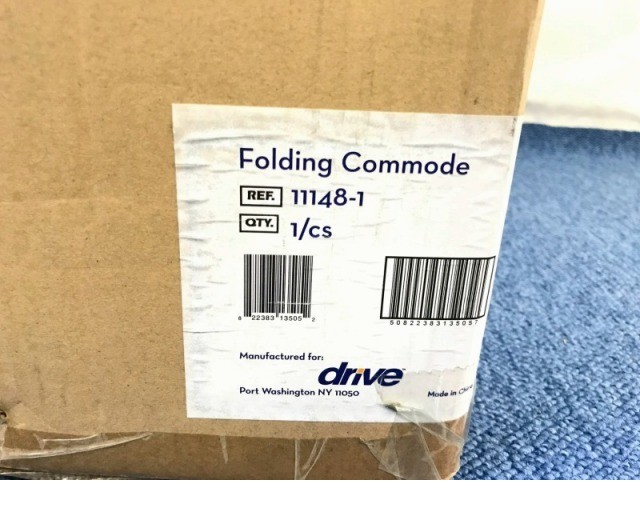 Folding Commode
REF. 11148-1
QTY. 1/cs
8 22383 13505 2
5082238313505
Manufactured for:
drive
Port Washington NY 11050
Made in